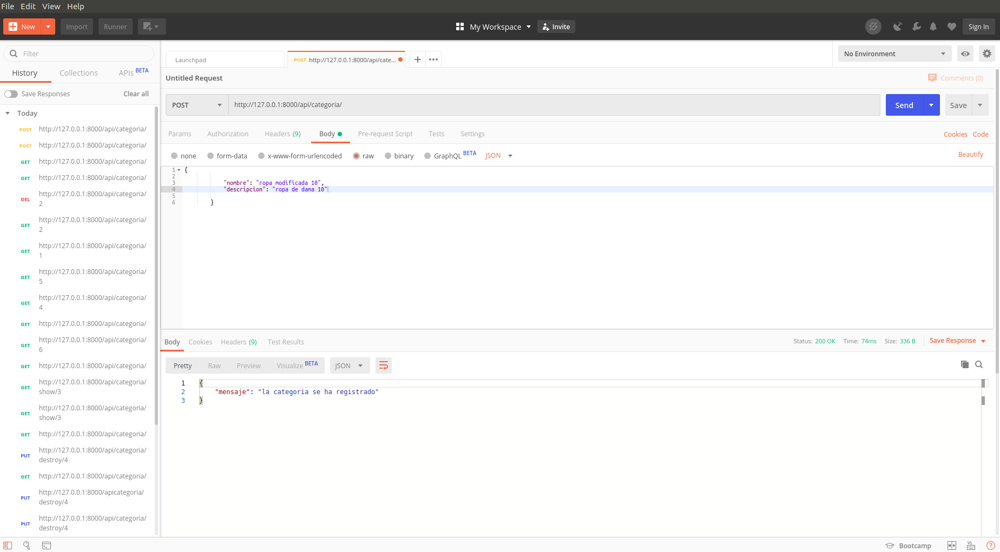 File Edit View Help
New Import Runner My Workspace Invite Sign In
Filter
History Collections APIs BETA
Save Responses Clear all
Today
POST http://127.0.0.1:8000/api/categoria/
POST http://127.0.0.1:8000/api/categoria/
GET http://127.0.0.1:8000/api/categoria/
GET http://127.0.0.1:8000/api/categoria/
DEL http://127.0.0.1:8000/api/categoria/
2
GET http://127.0.0.1:8000/api/categoria/
2
GET http://127.0.0.1:8000/api/categoria/
1
GET http://127.0.0.1:8000/api/categoria/
5
GET http://127.0.0.1:8000/api/categoria/
4
GET http://127.0.0.1:8000/api/categoria/
GET http://127.0.0.1:8000/api/categoria/
6
GET http://127.0.0.1:8000/api/categoria/
GET http://127.0.0.1:8000/api/categoria/
show/3
GET http://127.0.0.1:8000/api/categoria/
show/3
GET http://127.0.0.1:8000/api/categoria/
PUT http://127.0.0.1:8000/api/categoria/
destroy/4
GET http://127.0.0.1:8000/api/categoria/
PUT http://127.0.0.1:8000/apicategoria/
destroy/4
PUT http://127.0.0.1:8000/api/categoria/
destroy/4
Launchpad POST http://127.0.0.1:8000/api/cate... + ••• No Environment
Untitled Request Comments (0)
POST http://127.0.0.1:8000/api/categoria/ Send Save
Params Authorization Headers (9) Body Pre-request Script Tests Settings Cookies Code
none form-data x-www-form-urlencoded raw binary GraphQL BETA JSON Beautify
1 {
2
3 "nombre": "ropa modificada 10",
4 "descripcion": "ropa de dama 10"
5
6 }
Body Cookies Headers (9) Test Results Status: 200 OK Time: 74ms Size: 336 B Save Response
Pretty Raw Preview Visualize BETA JSON
1 {
2 "mensaje": "la categoria se ha registrado"
3 }
Bootcamp ?